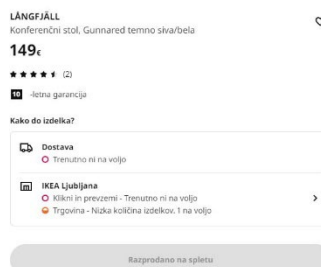 LÅNGFJÄLL
Konferenčni stol, Gunnared temno siva/bela
149€
(2)
10 -letna garancija
Kako do izdelka?
Dostava
Trenutno ni na voljo
IKEA Ljubljana
Klikni in prevzemi - Trenutno ni na voljo
Trgovina - Nizka količina izdelkov. 1 na voljo
Razprodano na spletu